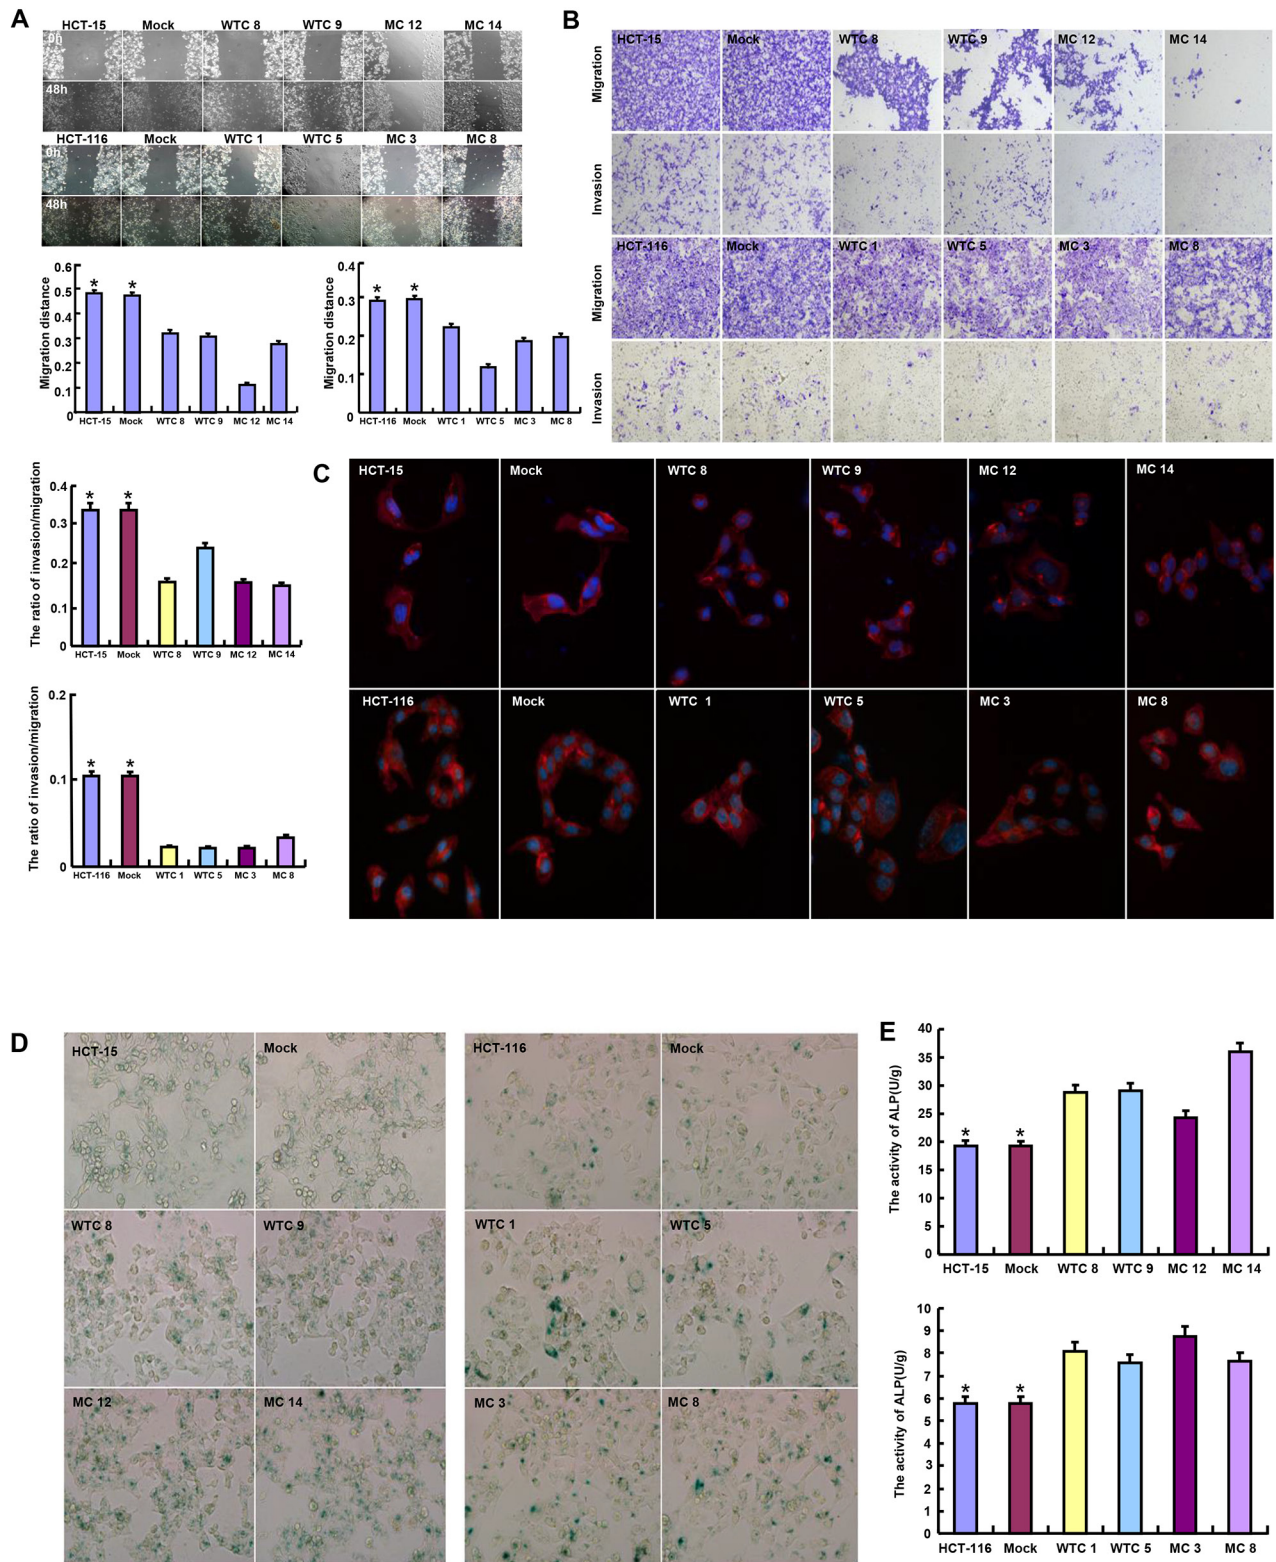 A
HCT-15 Mock WTC 8 WTC 9 MC 12 MC 14
0h
48h
HCT-116 Mock WTC 1 WTC 5 MC 3 MC 8
0h
48h
Migration distance
0.6
0.5
0.4
0.3
0.2
0.1
0
* *
HCT-15 Mock WTC 8 WTC 9 MC 12 MC 14
Migration distance
0.4
0.3
0.2
0.1
0
* *
HCT-116 Mock WTC 1 WTC 5 MC 3 MC 8
B
Migration
HCT-15 Mock WTC 8 WTC 9 MC 12 MC 14
Invasion
Migration
HCT-116 Mock WTC 1 WTC 5 MC 3 MC 8
Invasion
The ratio of invasion/migration
0.4
0.3
0.2
0.1
0
* *
HCT-15 Mock WTC 8 WTC 9 MC 12 MC 14
The ratio of invasion/migration
0.2
0.1
0
* *
HCT-116 Mock WTC 1 WTC 5 MC 3 MC 8
C
HCT-15 Mock WTC 8 WTC 9 MC 12 MC 14
HCT-116 Mock WTC 1 WTC 5 MC 3 MC 8
D
HCT-15 Mock
WTC 8 WTC 9
MC 12 MC 14
HCT-116 Mock
WTC 1 WTC 5
MC 3 MC 8
E
The activity of ALP(U/g)
40
35
30
25
20
15
10
5
0
* *
HCT-15 Mock WTC 8 WTC 9 MC 12 MC 14
The activity of ALP(U/g)
10
9
8
7
6
5
4
3
2
1
0
* *
HCT-116 Mock WTC 1 WTC 5 MC 3 MC 8